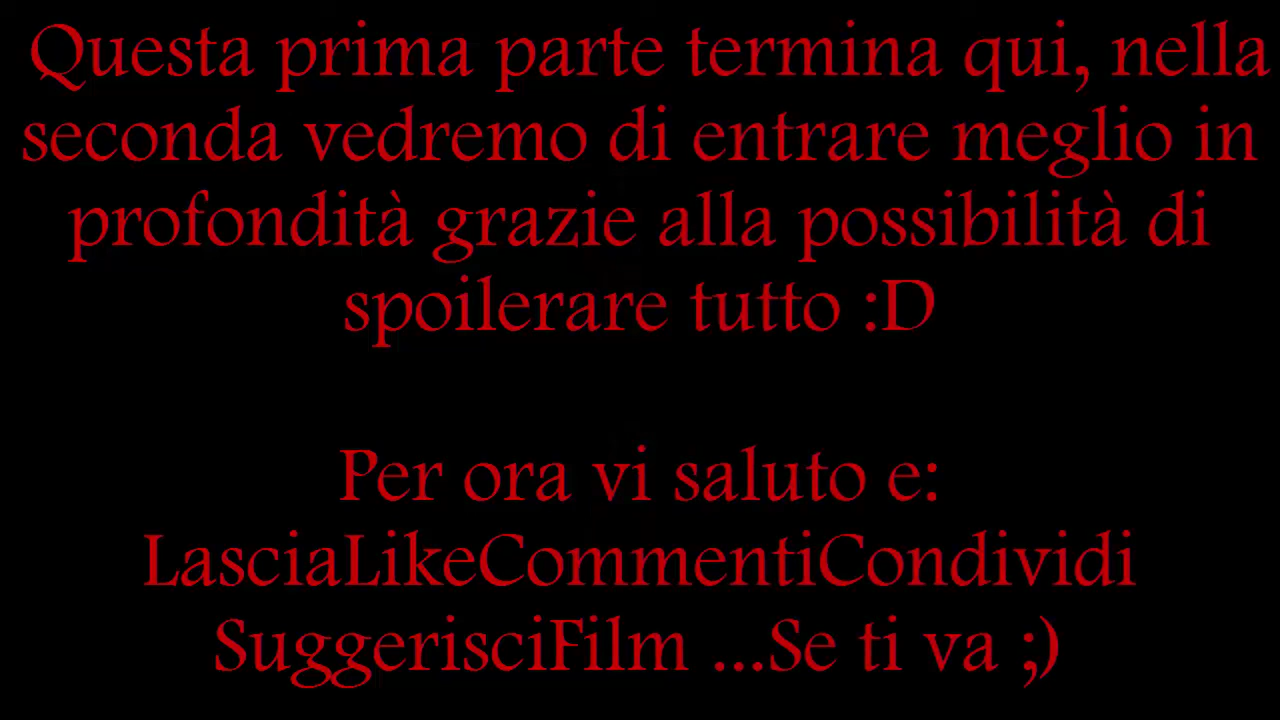 Questa prima parte termina qui, nella
seconda vedremo di entrare meglio in
profondità grazie alla possibilità di
spoilerare tutto :D
Per ora vi saluto e:
LasciaLikeCommentiCondividi
SuggerisciFilm ...Se ti va ;)